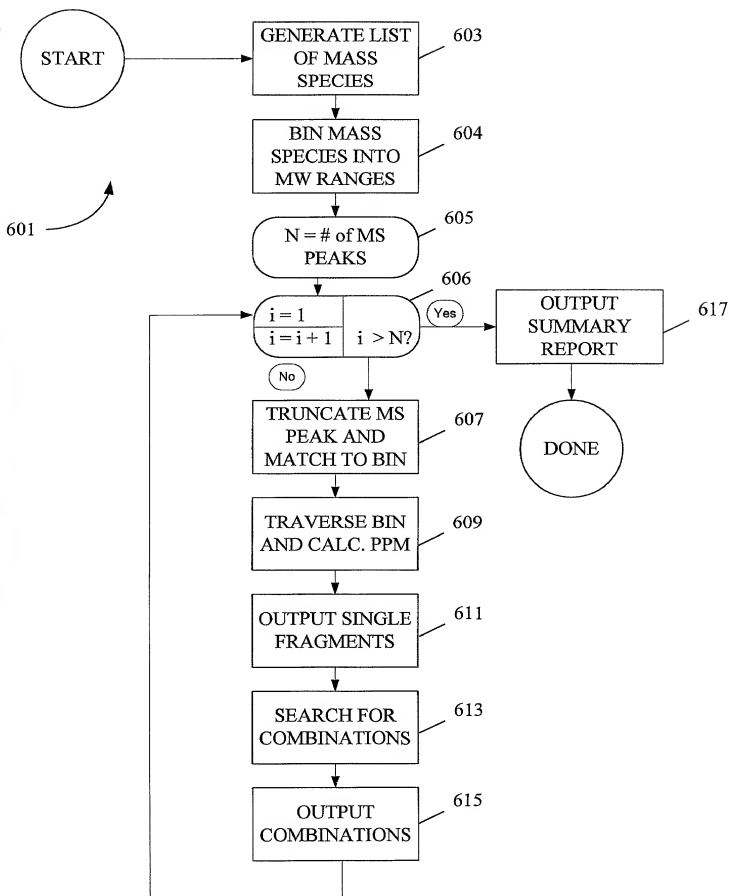 START
GENERATE LIST
OF MASS
SPECIES
603
BIN MASS
SPECIES INTO
MW RANGES
604
601
N = # of MS
PEAKS
605
606
i = 1
i = i + 1
i > N?
Yes
No
OUTPUT
SUMMARY
REPORT
617
DONE
TRUNCATE MS
PEAK AND
MATCH TO BIN
607
TRAVERSE BIN
AND CALC. PPM
609
OUTPUT SINGLE
FRAGMENTS
611
SEARCH FOR
COMBINATIONS
613
OUTPUT
COMBINATIONS
615